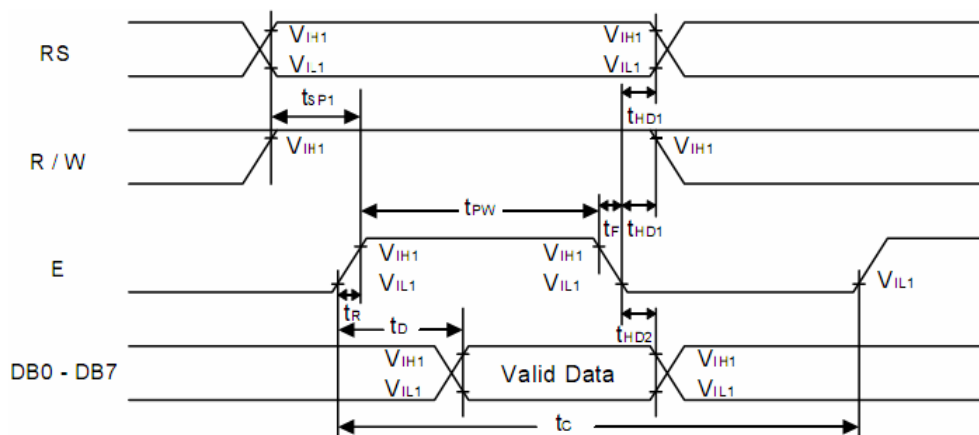 RS
VIH1
VIL1
VIH1
VIL1
tSP1
tHD1
R / W
VIH1
VIH1
tPW
tF
tHD1
E
VIH1
VIL1
VIH1
VIL1
VIL1
tR
tD
tHD2
DB0 - DB7
VIH1
VIL1
Valid Data
VIH1
VIL1
tC